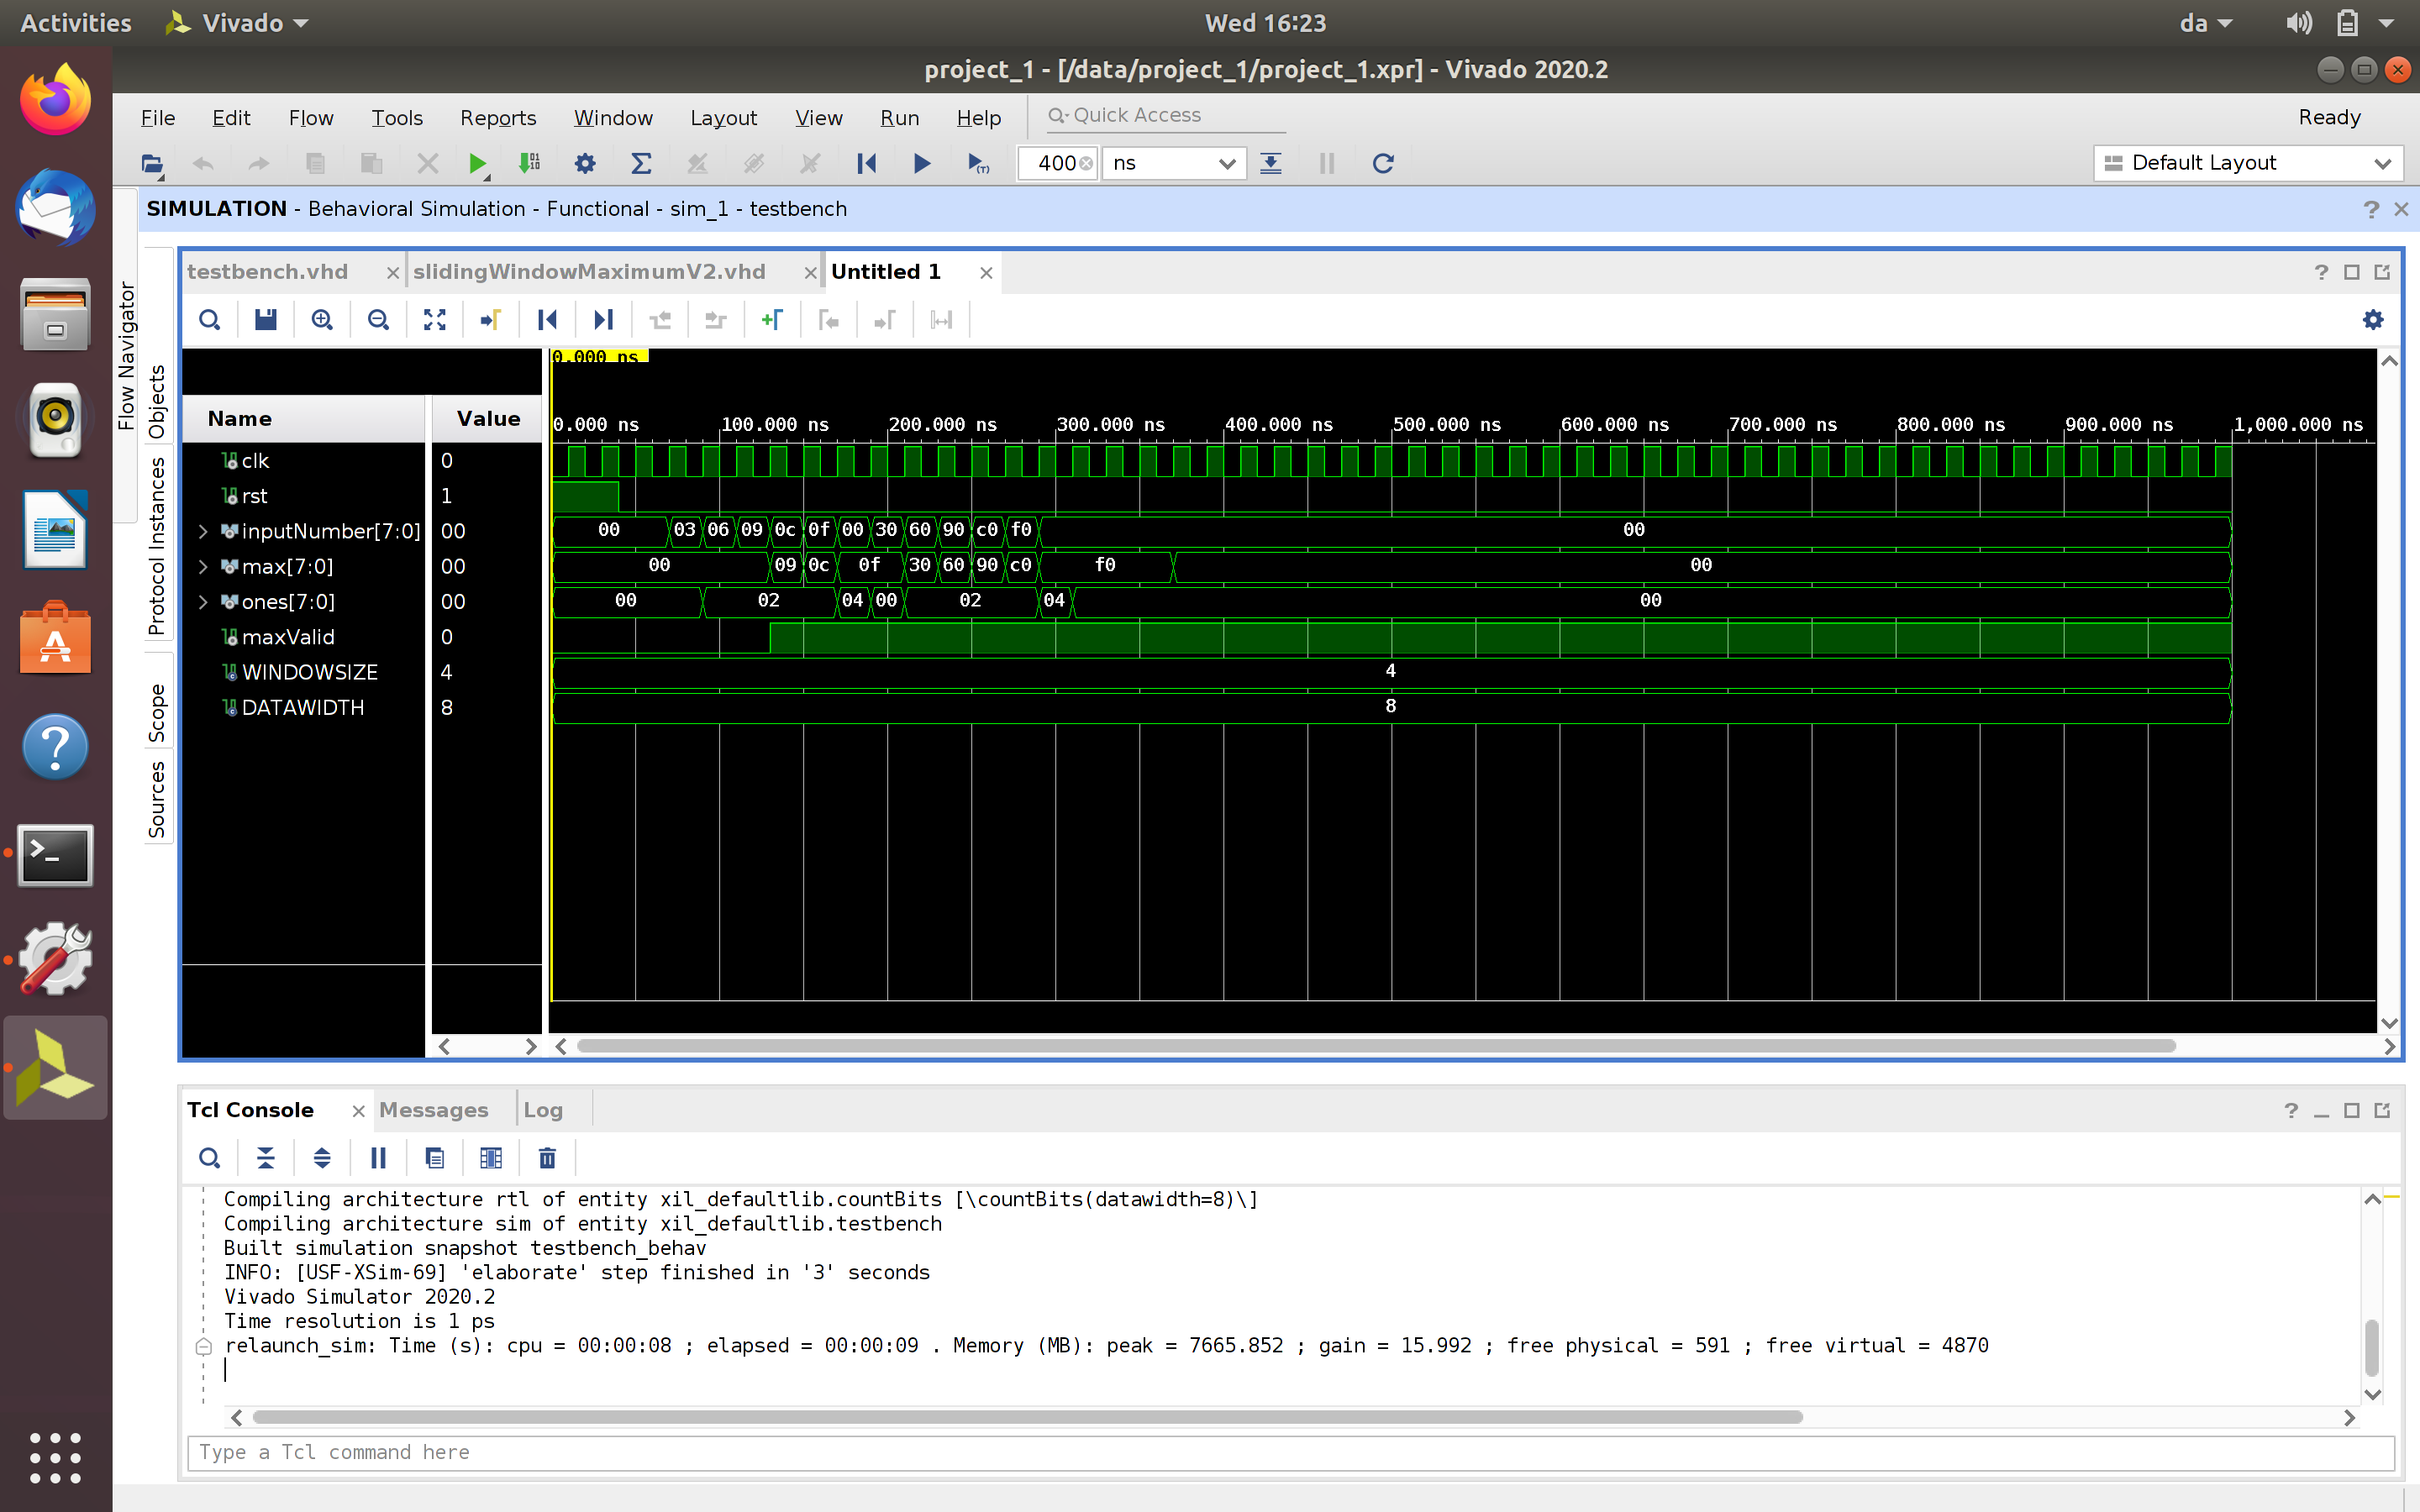 Activities Vivado Wed 16:23 da
project_1 - [/data/project_1/project_1.xpr] - Vivado 2020.2
File Edit Flow Tools Reports Window Layout View Run Help Quick Access Ready
400 ns Default Layout
SIMULATION - Behavioral Simulation - Functional - sim_1 - testbench
Flow Navigator
Objects
Protocol Instances
Scope
Sources
testbench.vhd slidingWindowMaximumV2.vhd Untitled 1
0.000 ns
Name Value 0.000 ns 100.000 ns 200.000 ns 300.000 ns 400.000 ns 500.000 ns 600.000 ns 700.000 ns 800.000 ns 900.000 ns 1,000.000 ns
clk 0
rst 1
inputNumber[7:0] 00 00 03 06 09 0c 0f 00 30 60 90 c0 f0 00
max[7:0] 00 00 09 0c 0f 30 60 90 c0 f0 00
ones[7:0] 00 00 02 04 00 02 04 00
maxValid 0
WINDOWSIZE 4 4
DATAWIDTH 8 8
Tcl Console Messages Log
Compiling architecture rtl of entity xil_defaultlib.countBits [\countBits(datawidth=8)\]
Compiling architecture sim of entity xil_defaultlib.testbench
Built simulation snapshot testbench_behav
INFO: [USF-XSim-69] 'elaborate' step finished in '3' seconds
Vivado Simulator 2020.2
Time resolution is 1 ps
relaunch_sim: Time (s): cpu = 00:00:08 ; elapsed = 00:00:09 . Memory (MB): peak = 7665.852 ; gain = 15.992 ; free physical = 591 ; free virtual = 4870
Type a Tcl command here